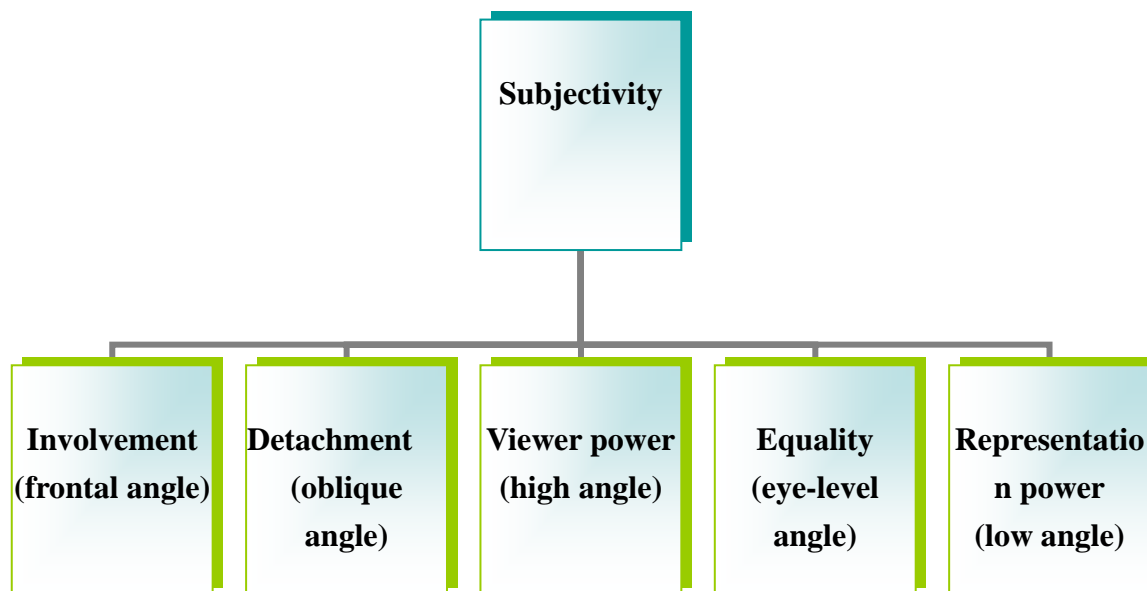 Subjectivity
Involvement
(frontal angle)
Detachment
(oblique
angle)
Viewer power
(high angle)
Equality
(eye-level
angle)
Representatio
n power
(low angle)